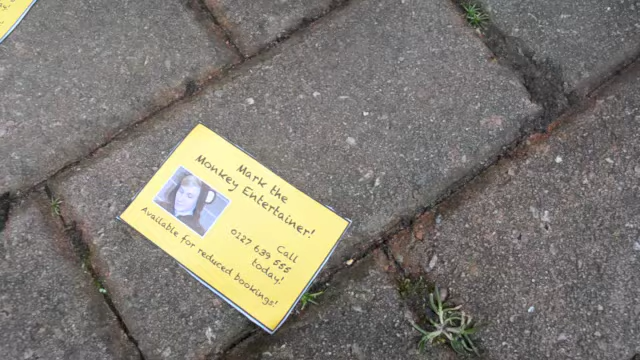 Mark the
Monkey Entertainer!
Call
0127 639 555
today!
Available for reduced bookings!